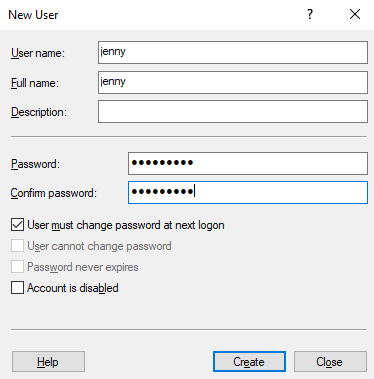 New User
?
User name: jenny
Full name: jenny
Description:
Password: ●●●●●●●●●
Confirm password: ●●●●●●●●●
User must change password at next logon
User cannot change password
Password never expires
Account is disabled
Help Create Close